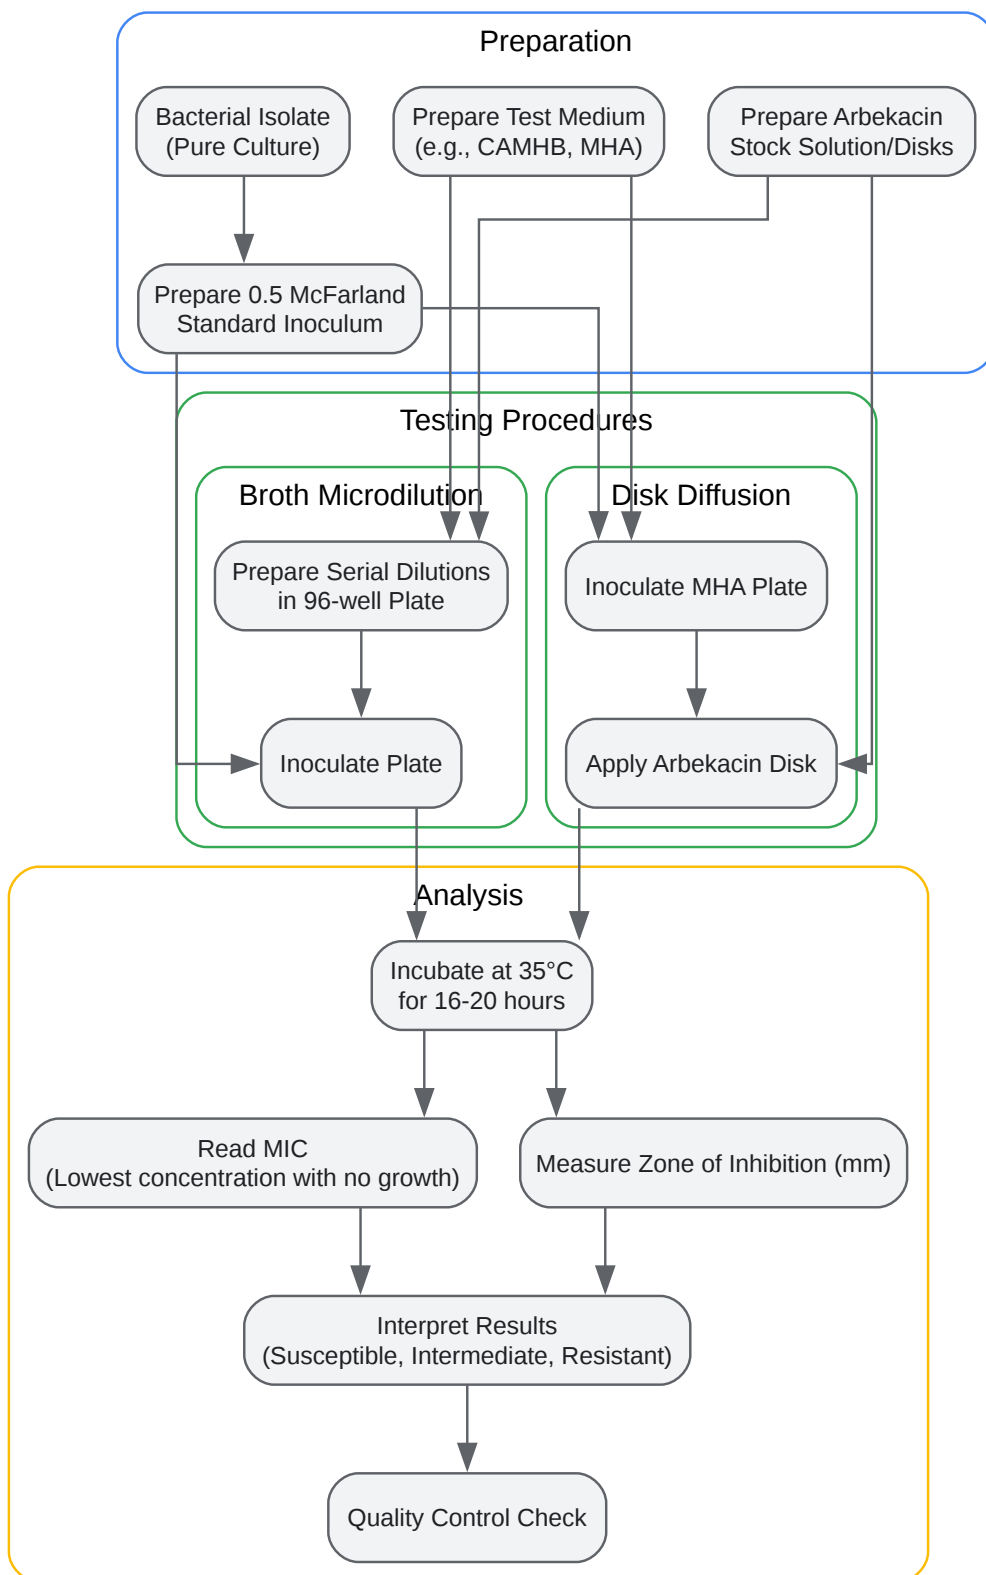 Preparation
Bacterial Isolate
(Pure Culture)
Prepare Test Medium
(e.g., CAMHB, MHA)
Prepare Arbekacin
Stock Solution/Disks
Prepare 0.5 McFarland
Standard Inoculum
Testing Procedures
Broth Microdilution
Disk Diffusion
Prepare Serial Dilutions
in 96-well Plate
Inoculate MHA Plate
Inoculate Plate
Apply Arbekacin Disk
Analysis
Incubate at 35°C
for 16-20 hours
Read MIC
(Lowest concentration with no growth)
Measure Zone of Inhibition (mm)
Interpret Results
(Susceptible, Intermediate, Resistant)
Quality Control Check